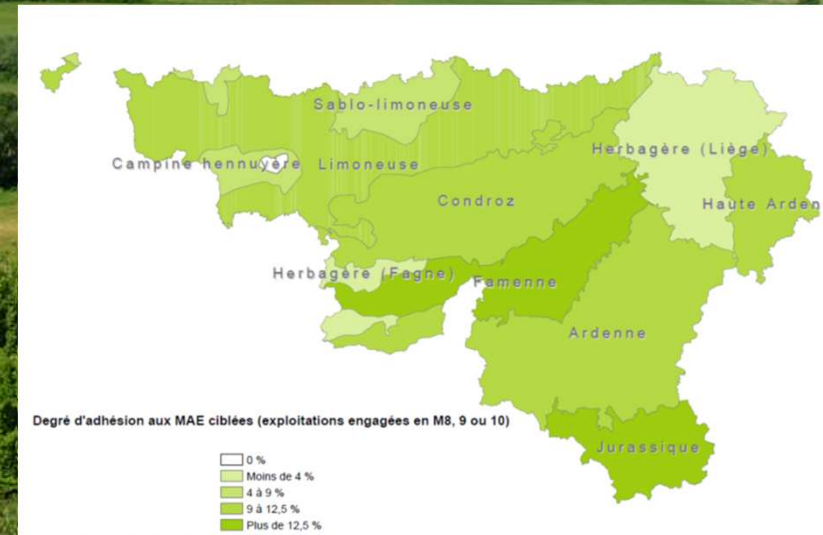 Sablo-limoneuse
Herbagère (Liège)
Campine hennuyère
Limoneuse
Condroz
Haute Arden
Herbagère (Fagne)
Famenne
Ardenne
Degré d'adhésion aux MAE ciblées (exploitations engagées en M8, 9 ou 10)
Jurassique
0 %
Moins de 4 %
4 à 9 %
9 à 12,5 %
Plus de 12,5 %